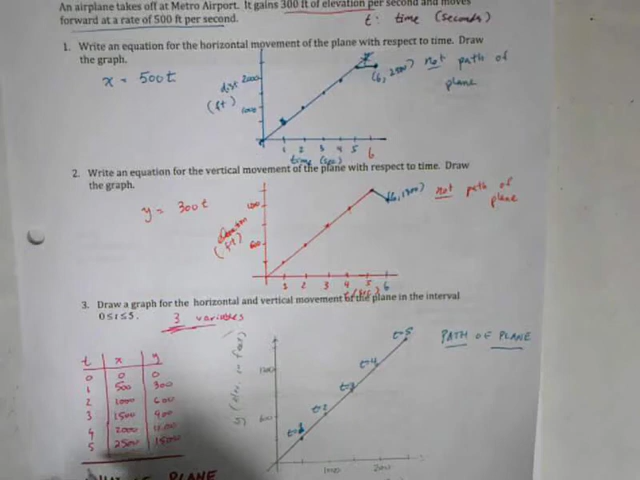 An airplane takes off at Metro Airport. It gains 300 ft of elevation per second and moves
forward at a rate of 500 ft per second.
t: time (seconds)
1. Write an equation for the horizontal movement of the plane with respect to time. Draw
the graph.
x = 500t
dist
(ft)
2000
1000
1 2 3 4 5 6
time (sec)
not path of
plane
2. Write an equation for the vertical movement of the plane with respect to time. Draw
the graph.
y = 300t
elevation
(ft)
600
1 2 3 4 5 6
t (sec)
not path of
plane
3. Draw a graph for the horizontal and vertical movement of the plane in the interval
0≤t≤5.
3 variables
t x y
0 0 0
1 500 300
2 1000 600
3 1500 900
4 2000 1200
5 2500 1500
y (elev. in feet)
600
1000 2000
t=2
t=3
t=4
t=5
PATH OF PLANE
PLANE